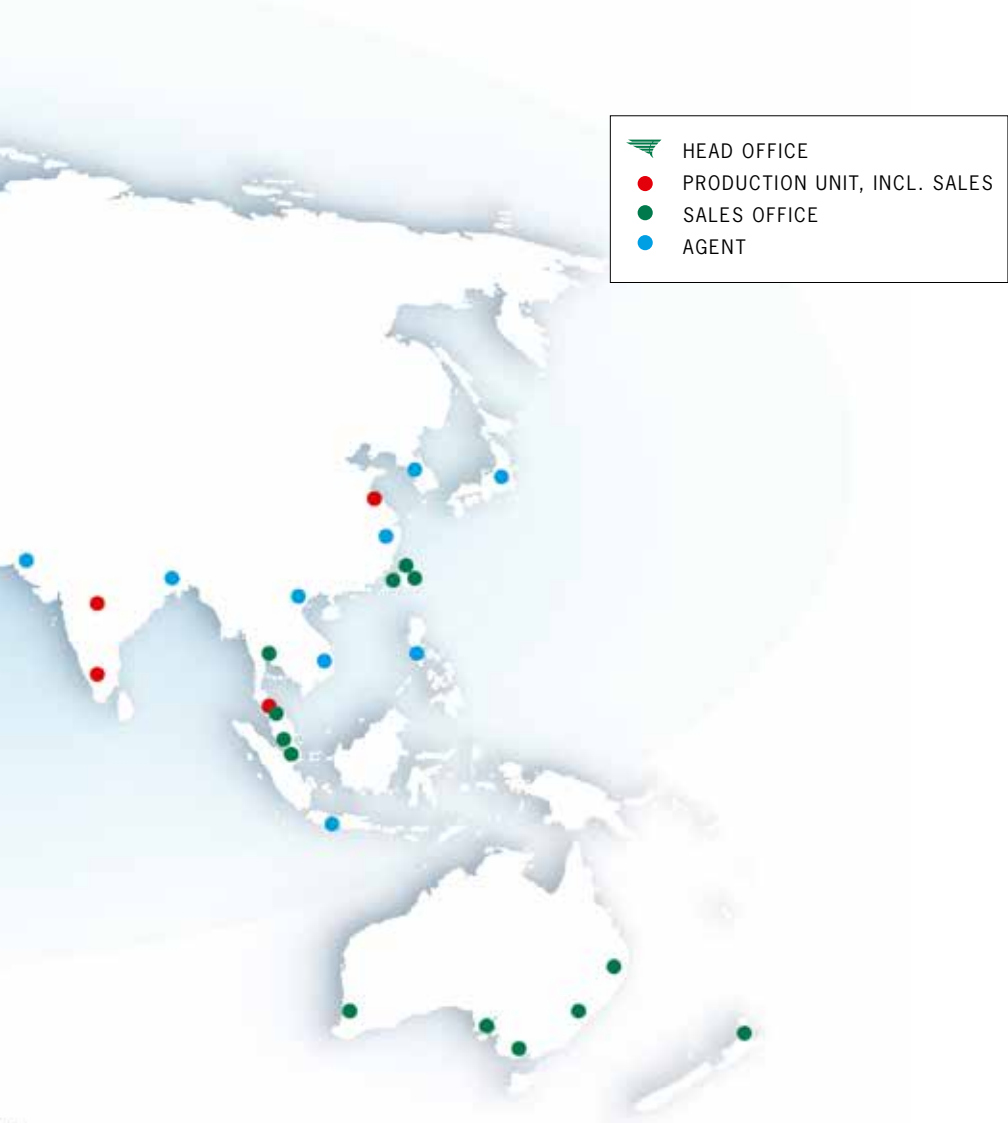 HEAD OFFICE
PRODUCTION UNIT, INCL. SALES
SALES OFFICE
AGENT